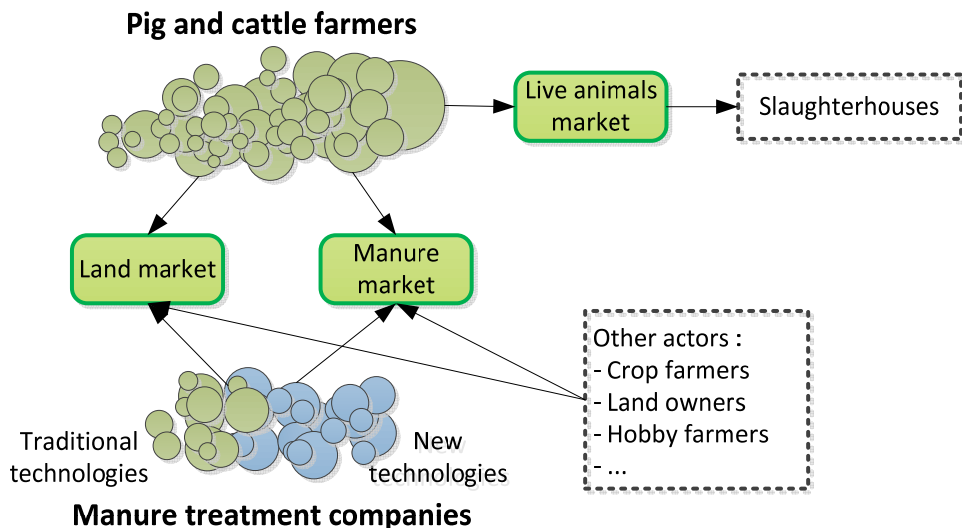 Pig and cattle farmers
Live animals
market
Slaughterhouses
Land market
Manure
market
Other actors :
- Crop farmers
- Land owners
- Hobby farmers
- ...
Traditional
technologies
New
technologies
Manure treatment companies